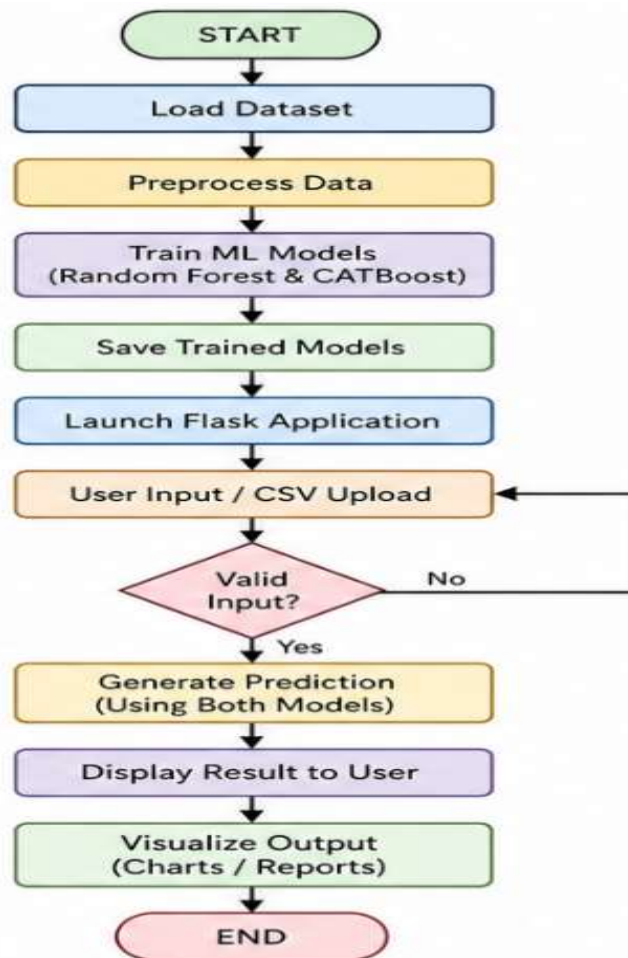 START
Load Dataset
Preprocess Data
Train ML Models
(Random Forest & CATBoost)
Save Trained Models
Launch Flask Application
User Input / CSV Upload
Valid
Input?
No
Yes
Generate Prediction
(Using Both Models)
Display Result to User
Visualize Output
(Charts / Reports)
END